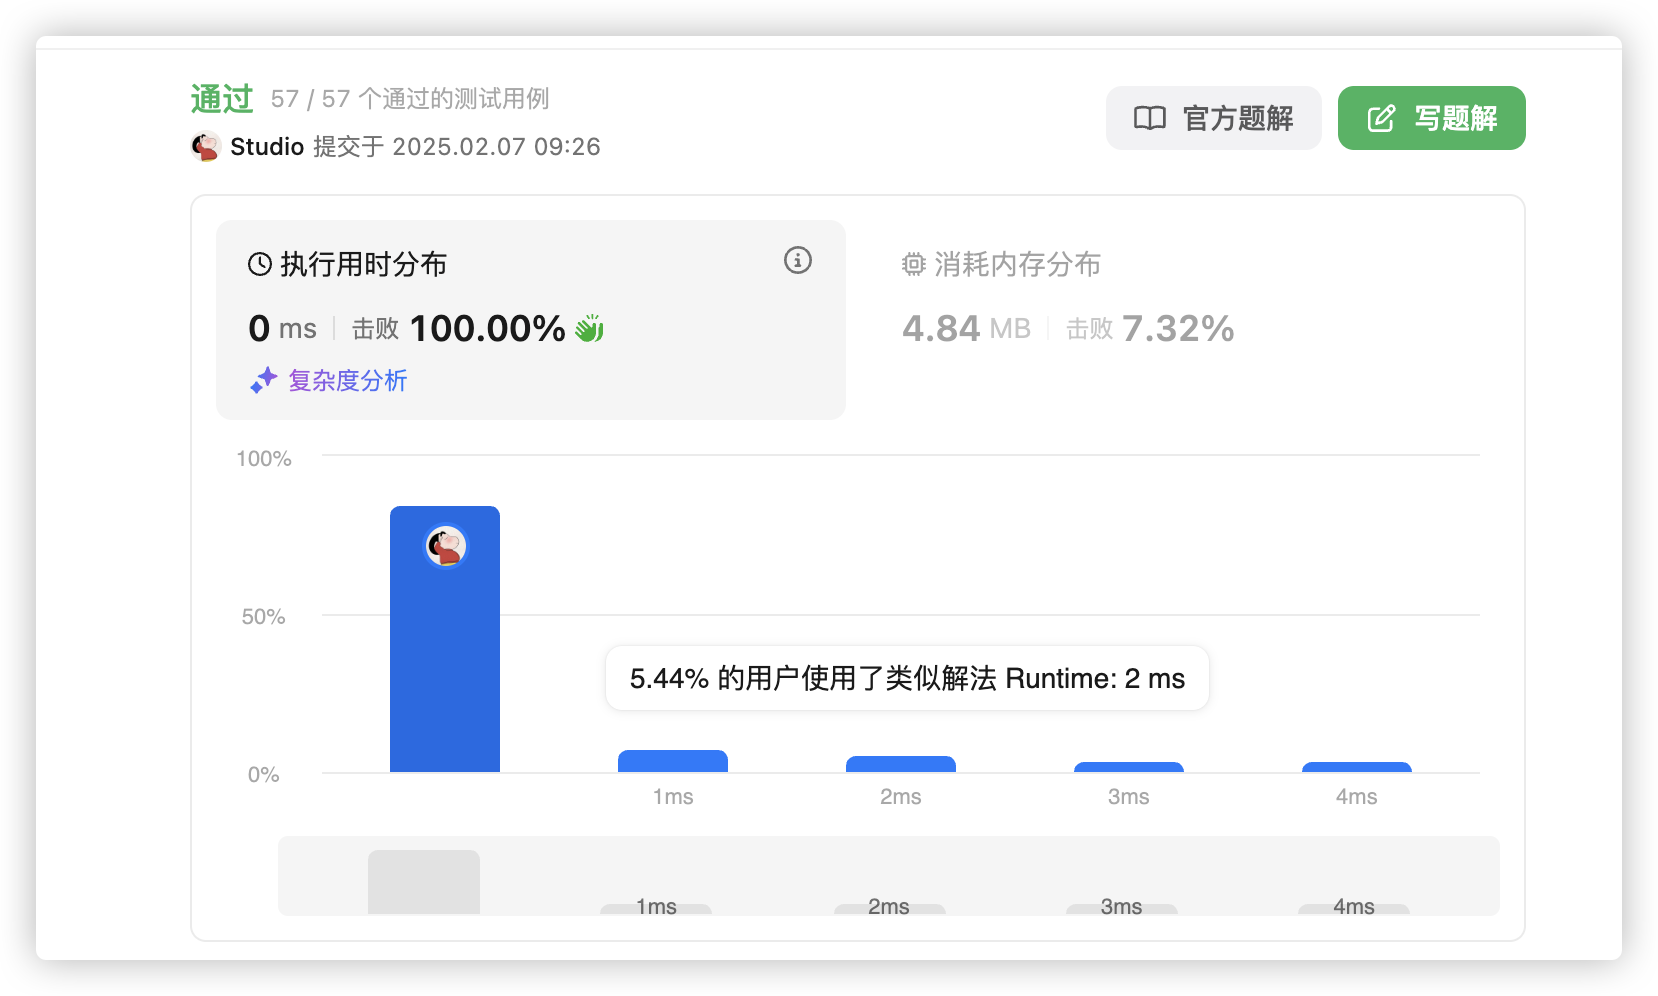 通过 57 / 57 个通过的测试用例
Studio 提交于 2025.02.07 09:26
官方题解
写题解
执行用时分布
0 ms 击败 100.00%
复杂度分析
消耗内存分布
4.84 MB 击败 7.32%
100%
50%
0%
5.44% 的用户使用了类似解法 Runtime: 2 ms
1ms 2ms 3ms 4ms
1ms 2ms 3ms 4ms